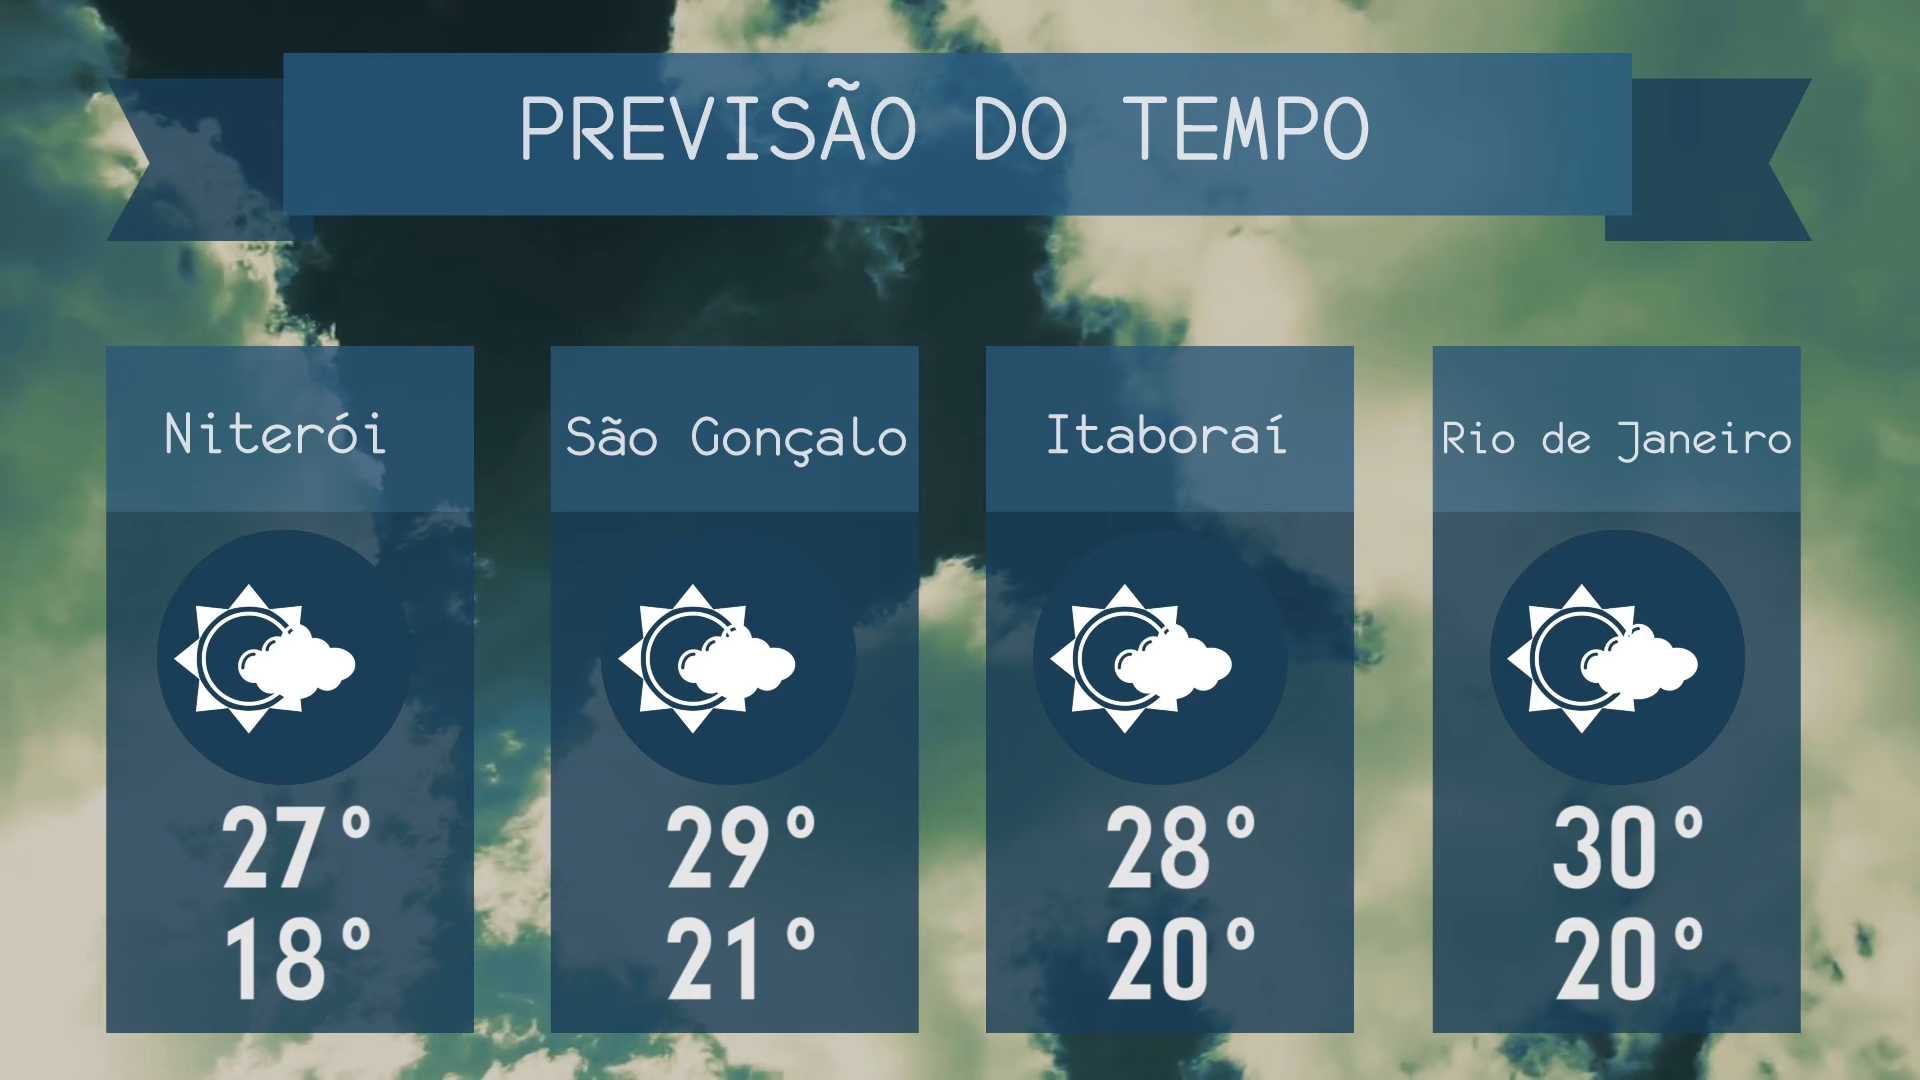 PREVISÃO DO TEMPO
Niterói
27°
18°
São Gonçalo
29°
21°
Itaboraí
28°
20°
Rio de Janeiro
30°
20°